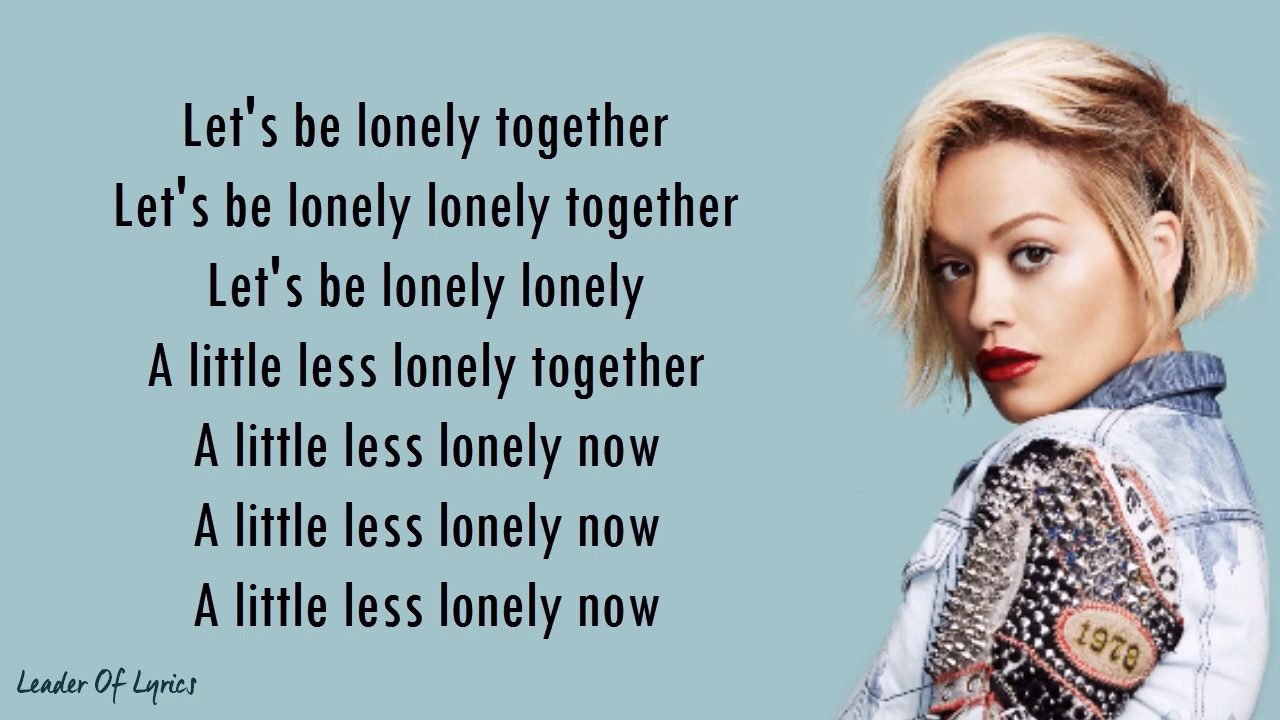 Let's be lonely together
Let's be lonely lonely together
Let's be lonely lonely
A little less lonely together
A little less lonely now
A little less lonely now
A little less lonely now
1978
Leader Of Lyrics